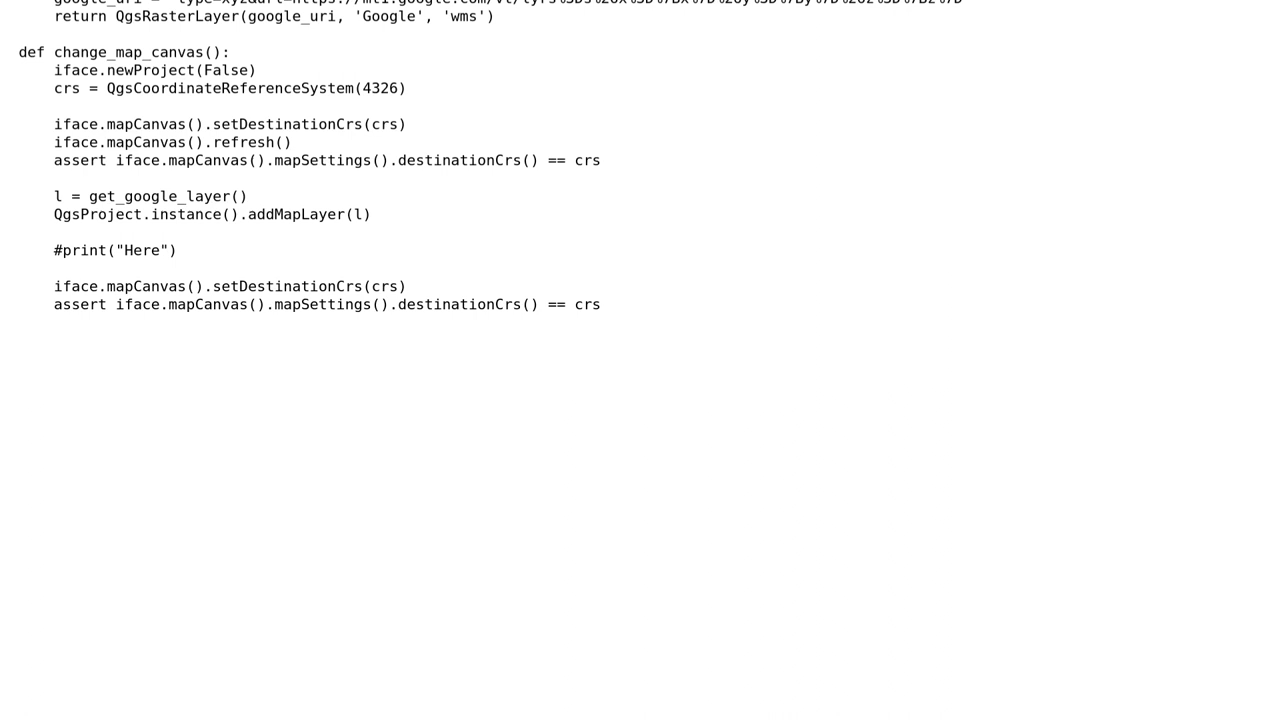 return QgsRasterLayer(google_uri, 'Google', 'wms')
def change_map_canvas():
iface.newProject(False)
crs = QgsCoordinateReferenceSystem(4326)
iface.mapCanvas().setDestinationCrs(crs)
iface.mapCanvas().refresh()
assert iface.mapCanvas().mapSettings().destinationCrs() == crs
l = get_google_layer()
QgsProject.instance().addMapLayer(l)
#print("Here")
iface.mapCanvas().setDestinationCrs(crs)
assert iface.mapCanvas().mapSettings().destinationCrs() == crs